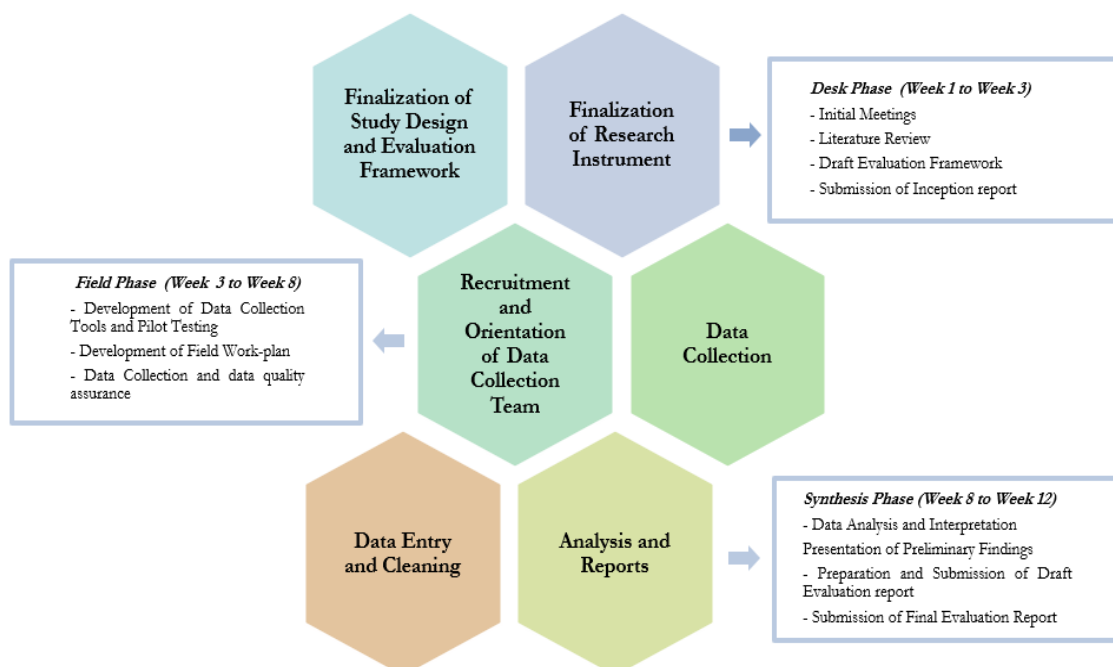 Finalization of
Study Design
and Evaluation
Framework
Finalization
of Research
Instrument
Desk Phase (Week 1 to Week 3)
- Initial Meetings
- Literature Review
- Draft Evaluation Framework
- Submission of Inception report
Field Phase (Week 3 to Week 8)
- Development of Data Collection
Tools and Pilot Testing
- Development of Field Work-plan
- Data Collection and data quality
assurance
Recruitment
and
Orientation
of Data
Collection
Team
Data
Collection
Data Entry
and Cleaning
Analysis and
Reports
Synthesis Phase (Week 8 to Week 12)
- Data Analysis and Interpretation
Presentation of Preliminary Findings
- Preparation and Submission of Draft
Evaluation report
- Submission of Final Evaluation Report